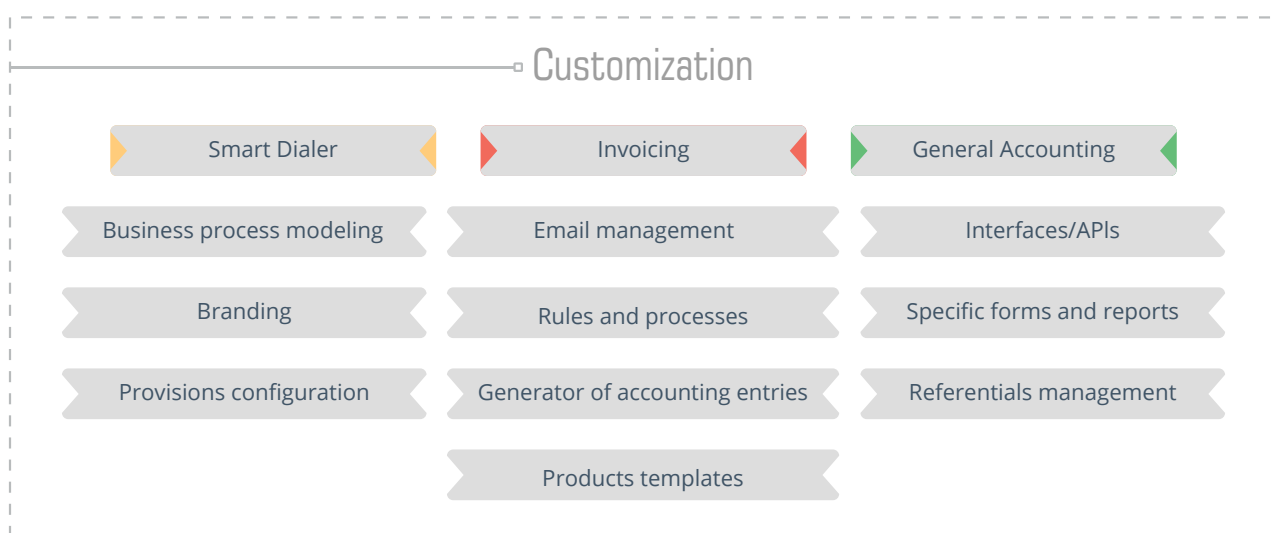 Customization
Smart Dialer
Invoicing
General Accounting
Business process modeling
Email management
Interfaces/APIs
Branding
Rules and processes
Specific forms and reports
Provisions configuration
Generator of accounting entries
Referentials management
Products templates